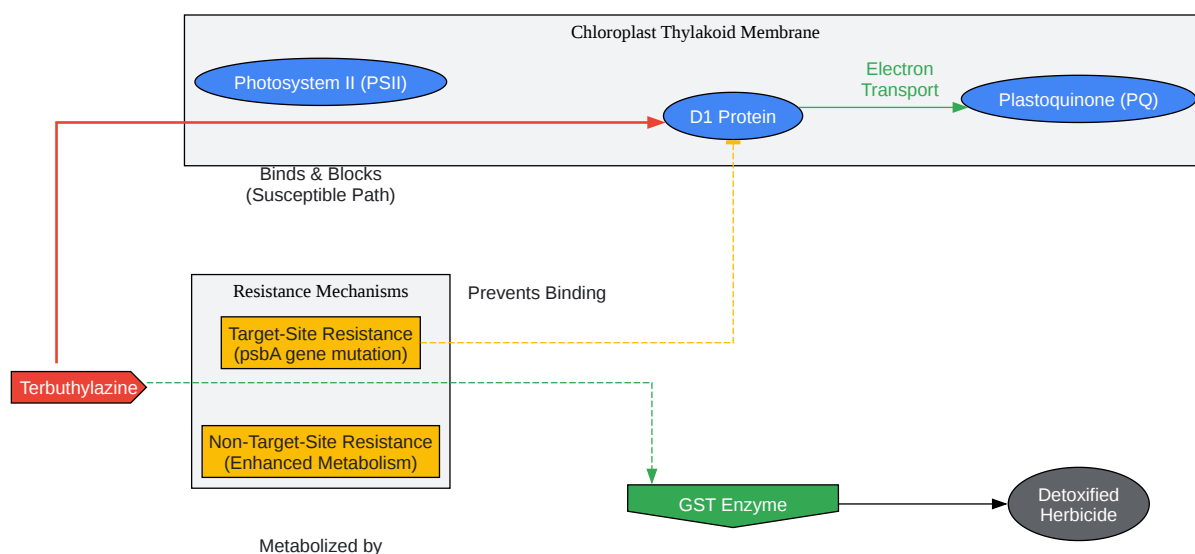 Chloroplast Thylakoid Membrane
Photosystem II (PSII)
Electron
Transport
Plastoquinone (PQ)
D1 Protein
Binds & Blocks
(Susceptible Path)
Resistance Mechanisms
Prevents Binding
Target-Site Resistance
(psbA gene mutation)
Terbuthylazine
Non-Target-Site Resistance
(Enhanced Metabolism)
GST Enzyme
Detoxified
Herbicide
Metabolized by